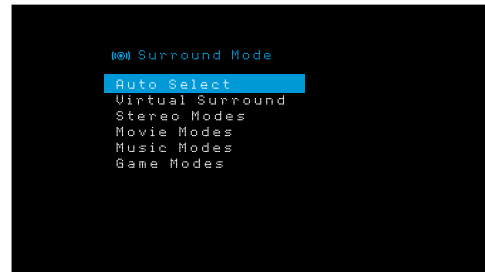 Surround Mode
Auto Select
Virtual Surround
Stereo Modes
Movie Modes
Music Modes
Game Modes